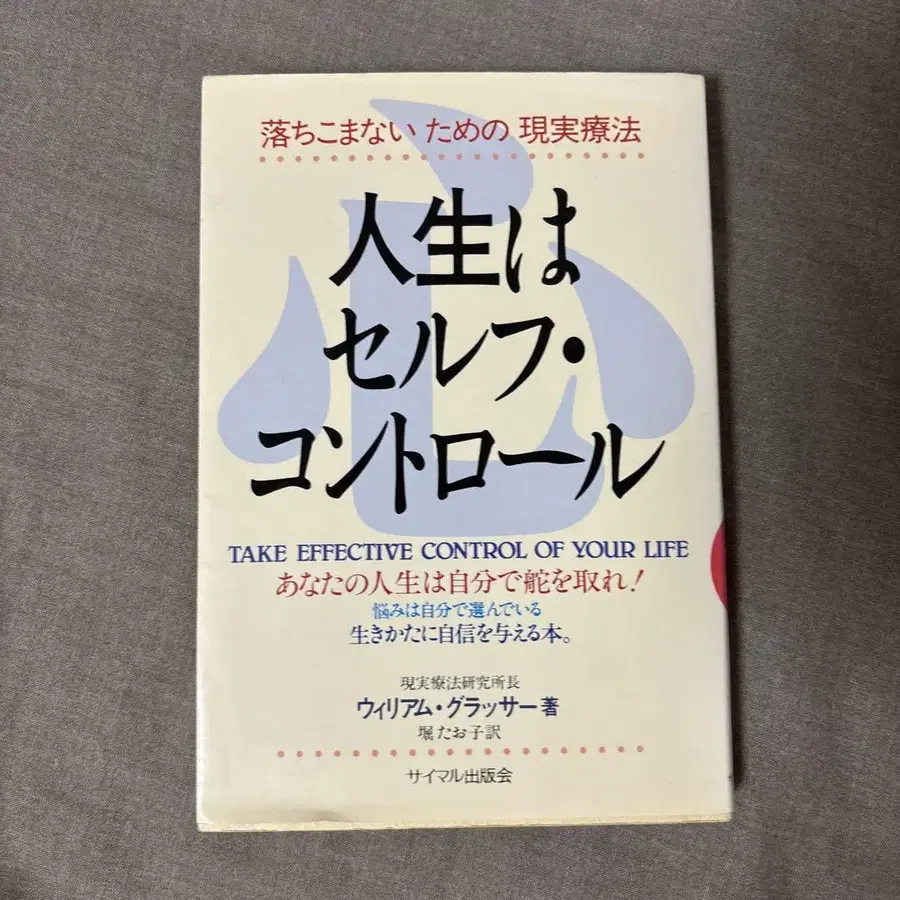 落ちこまない ための 現実療法
人生は
セルフ・
コントロール
TAKE EFFECTIVE CONTROL OF YOUR LIFE
あなたの人生は自分で舵を取れ!
悩みは自分で選んでいる
生きかたに自信を与える本。
現実療法研究所長
ウィリアム・グラッサー著
堀たお子訳
サイマル出版会